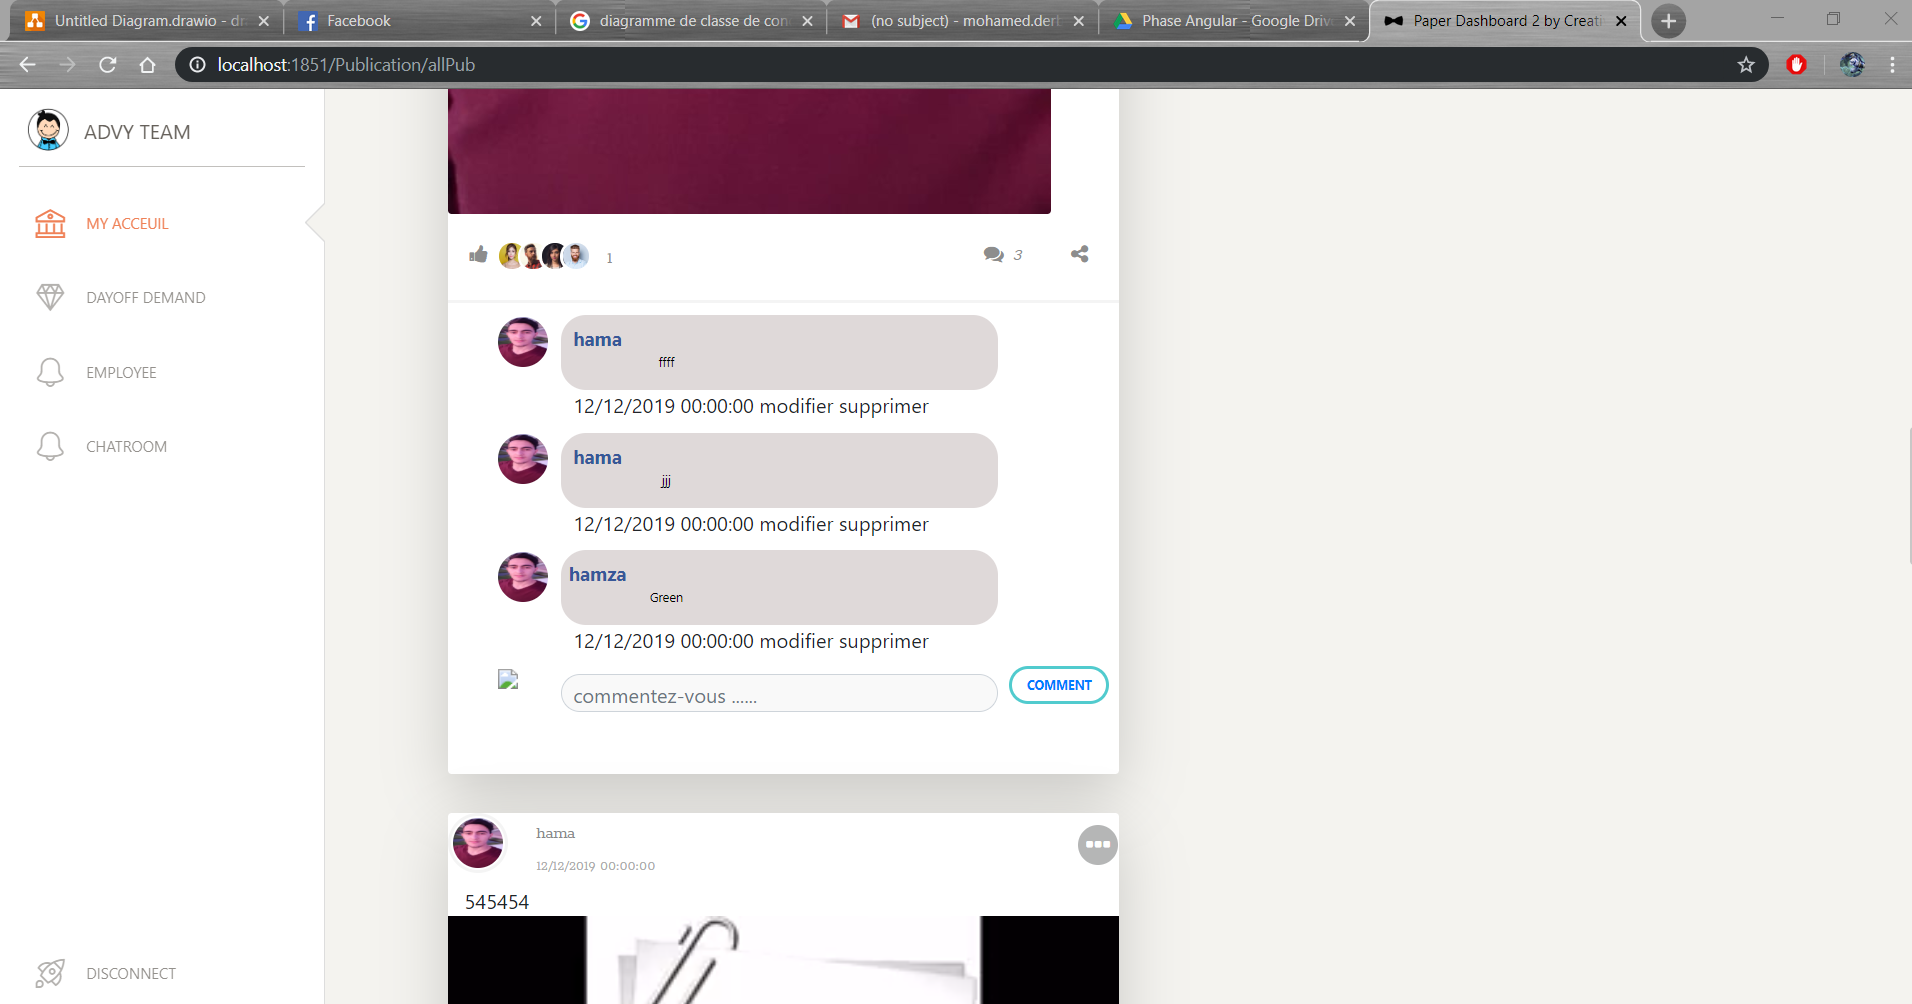 Untitled Diagram.drawio - dr
Facebook
diagramme de classe de con
(no subject) - mohamed.derb
Phase Angular - Google Driv
Paper Dashboard 2 by Creati
localhost:1851/Publication/allPub
ADVY TEAM
MY ACCEUIL
DAYOFF DEMAND
EMPLOYEE
CHATROOM
DISCONNECT
1
3
hama
ffff
12/12/2019 00:00:00 modifier supprimer
hama
jjj
12/12/2019 00:00:00 modifier supprimer
hamza
Green
12/12/2019 00:00:00 modifier supprimer
commentez-vous ......
COMMENT
hama
12/12/2019 00:00:00
545454